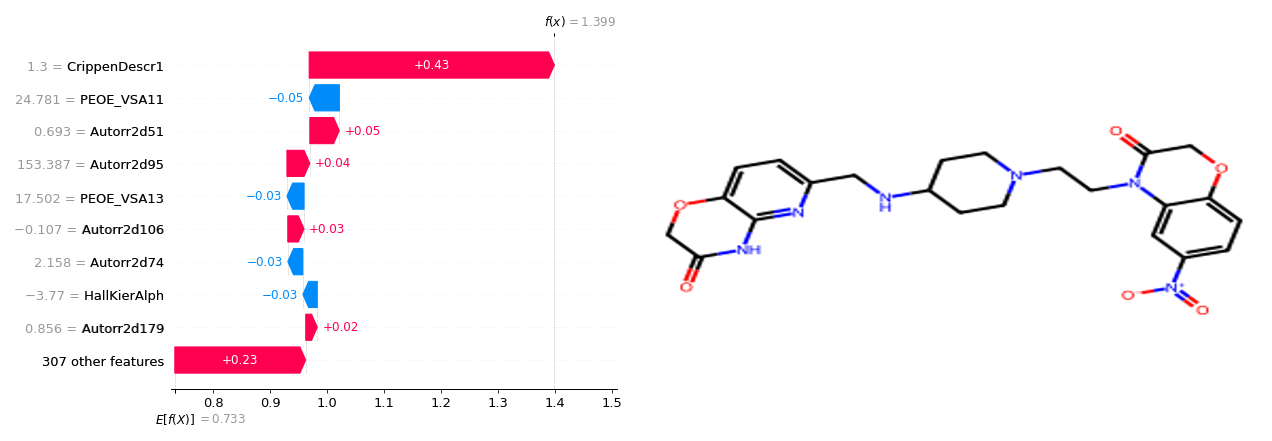 f(x) = 1.399
1.3 = CrippenDescr1
+0.43
24.781 = PEOE_VSA11
−0.05
0.693 = Autorr2d51
+0.05
153.387 = Autorr2d95
+0.04
17.502 = PEOE_VSA13
−0.03
−0.107 = Autorr2d106
+0.03
2.158 = Autorr2d74
−0.03
−3.77 = HallKierAlph
−0.03
0.856 = Autorr2d179
+0.02
307 other features
+0.23
0.8 0.9 1.0 1.1 1.2 1.3 1.4 1.5
E[f(X)] = 0.733
O
O
O
N
N
N
H
N
O
NH
O
N⁺
O⁻
O